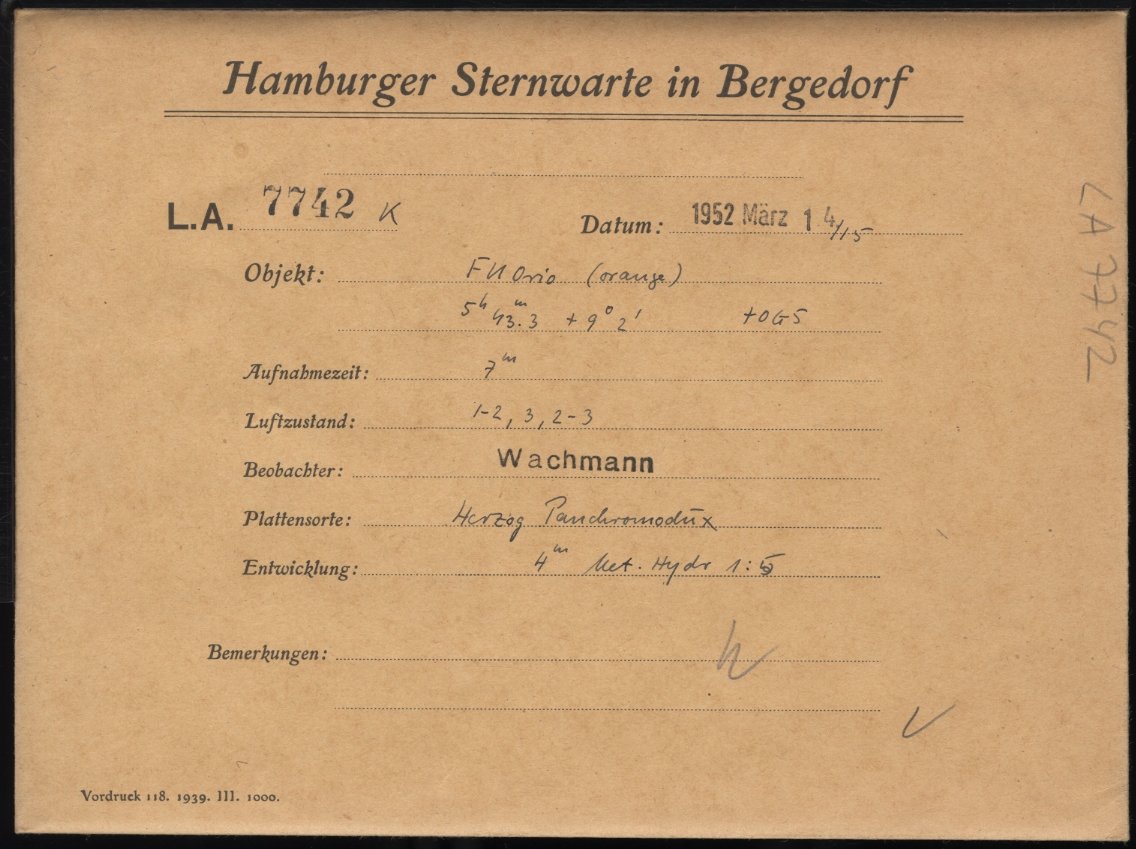 Hamburger Sternwarte in Bergedorf
L.A. 7742 K
Datum: 1952 März 14/15
Objekt: FU Orio (orange)
5h 43m.3 + 9° 2' + OG5
Aufnahmezeit: 7m
Luftzustand: 1-2, 3, 2-3
Beobachter: Wachmann
Plattensorte: Herzog Panchromodux
Entwicklung: 4m Met. Hydr 1:5
Bemerkungen:
Vordruck 118. 1939. III. 1000.
LA 7742